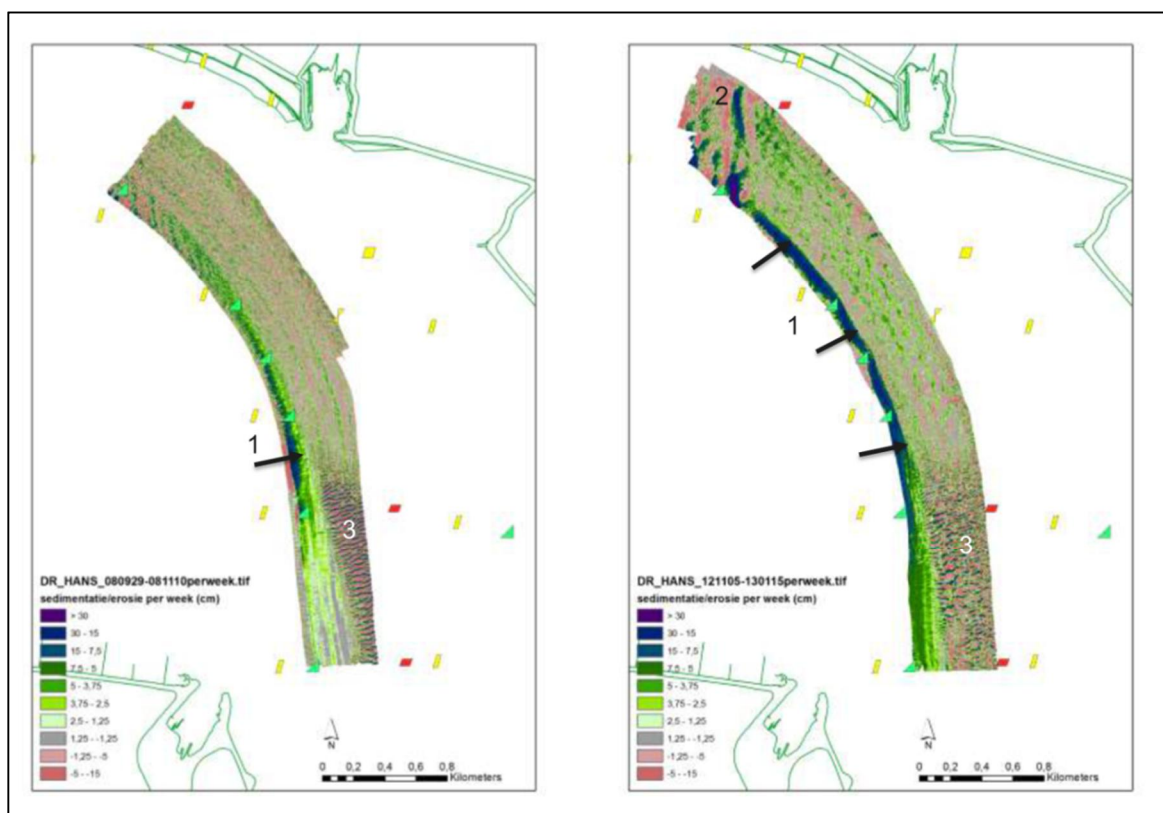 1
3
DR_HANS_080929-081110perweek.tif
sedimentatie/erosie per week (cm)
> 30
30 - 15
15 - 7,5
7,5 - 5
5 - 3,75
3,75 - 2,5
2,5 - 1,25
1,25 - -1,25
-1,25 - -5
-5 - -15
N
0 0,2 0,4 0,8
Kilometers
2
1
3
DR_HANS_121105-130115perweek.tif
sedimentatie/erosie per week (cm)
> 30
30 - 15
15 - 7,5
7,5 - 5
5 - 3,75
3,75 - 2,5
2,5 - 1,25
1,25 - -1,25
-1,25 - -5
-5 - -15
N
0 0,2 0,4 0,8
Kilometers